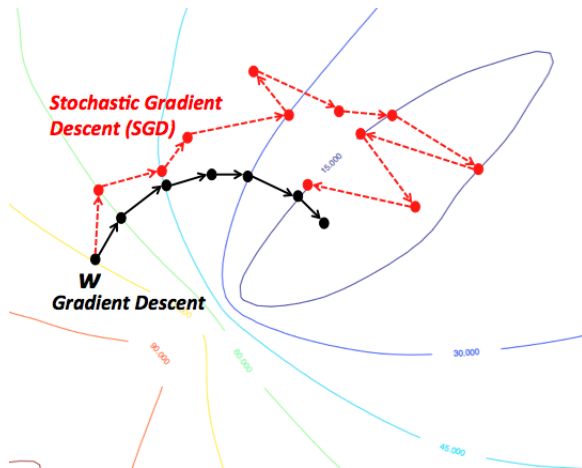 Stochastic Gradient
Descent (SGD)
15.000
W
Gradient Descent
90.000
60.000
30.000
45.000